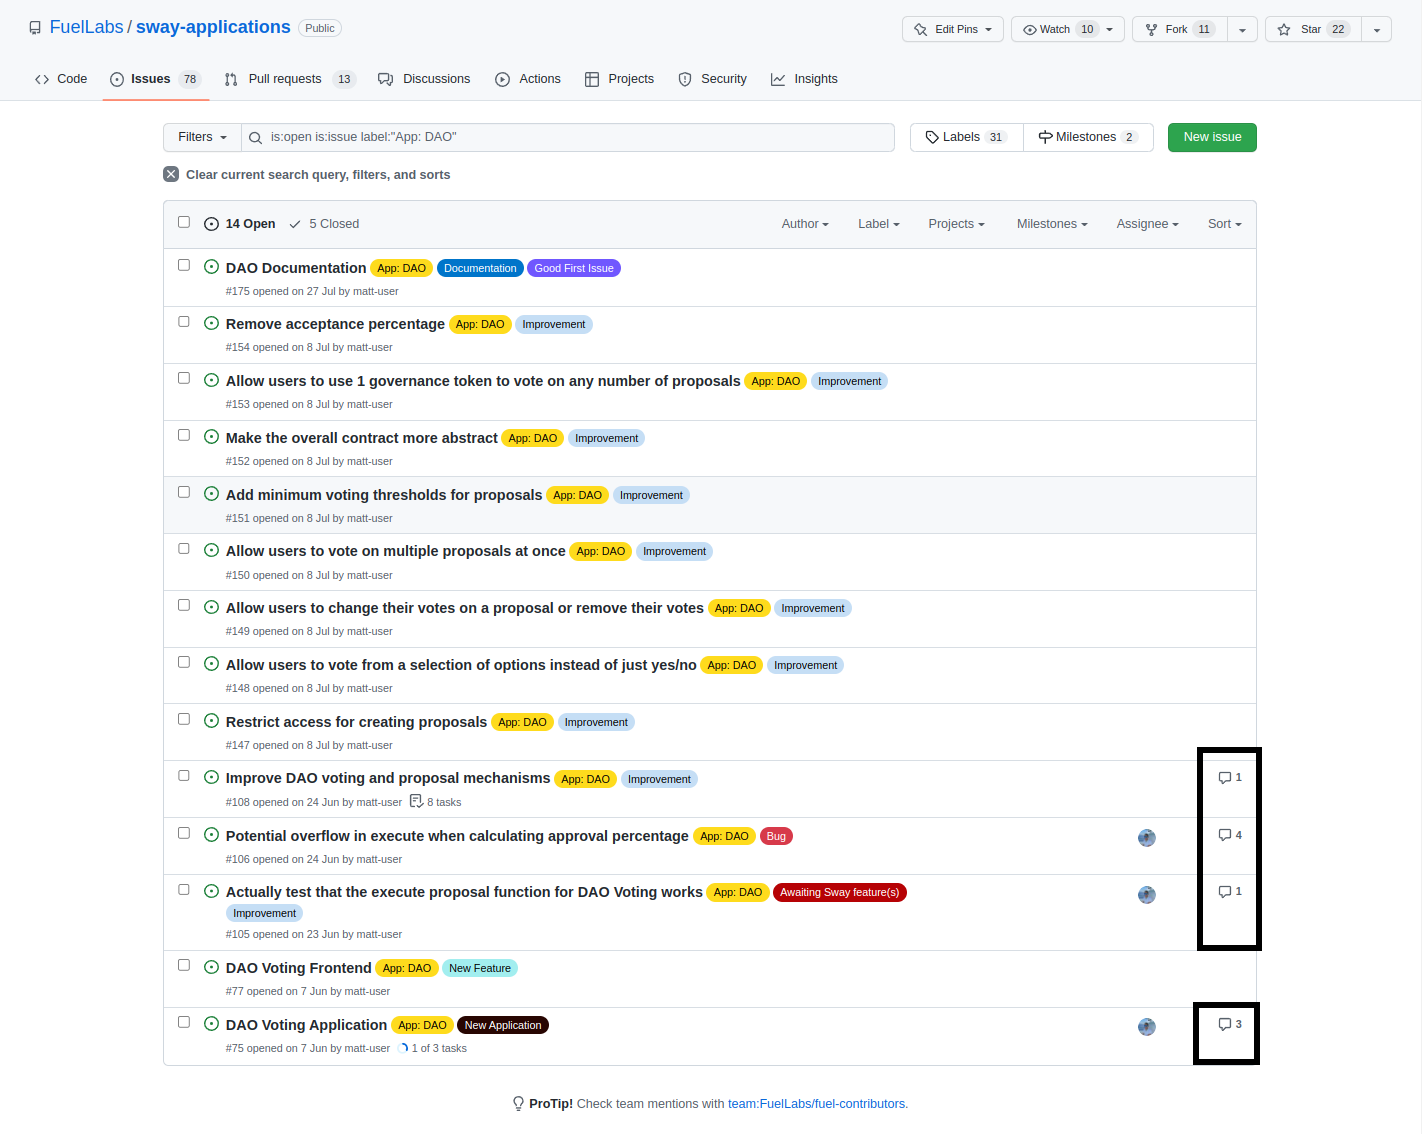 FuelLabs / sway-applications Public
Edit Pins Watch 10 Fork 11 Star 22
Code Issues 78 Pull requests 13 Discussions Actions Projects Security Insights
Filters is:open is:issue label:"App: DAO" Labels 31 Milestones 2 New issue
Clear current search query, filters, and sorts
14 Open 5 Closed Author Label Projects Milestones Assignee Sort
DAO Documentation App: DAO Documentation Good First Issue
#175 opened on 27 Jul by matt-user
Remove acceptance percentage App: DAO Improvement
#154 opened on 8 Jul by matt-user
Allow users to use 1 governance token to vote on any number of proposals App: DAO Improvement
#153 opened on 8 Jul by matt-user
Make the overall contract more abstract App: DAO Improvement
#152 opened on 8 Jul by matt-user
Add minimum voting thresholds for proposals App: DAO Improvement
#151 opened on 8 Jul by matt-user
Allow users to vote on multiple proposals at once App: DAO Improvement
#150 opened on 8 Jul by matt-user
Allow users to change their votes on a proposal or remove their votes App: DAO Improvement
#149 opened on 8 Jul by matt-user
Allow users to vote from a selection of options instead of just yes/no App: DAO Improvement
#148 opened on 8 Jul by matt-user
Restrict access for creating proposals App: DAO Improvement
#147 opened on 8 Jul by matt-user
Improve DAO voting and proposal mechanisms App: DAO Improvement 1
#108 opened on 24 Jun by matt-user 8 tasks
Potential overflow in execute when calculating approval percentage App: DAO Bug 4
#106 opened on 24 Jun by matt-user
Actually test that the execute proposal function for DAO Voting works App: DAO Awaiting Sway feature(s) 1
Improvement
#105 opened on 23 Jun by matt-user
DAO Voting Frontend App: DAO New Feature
#77 opened on 7 Jun by matt-user
DAO Voting Application App: DAO New Application 3
#75 opened on 7 Jun by matt-user 1 of 3 tasks
ProTip! Check team mentions with team:FuelLabs/fuel-contributors.